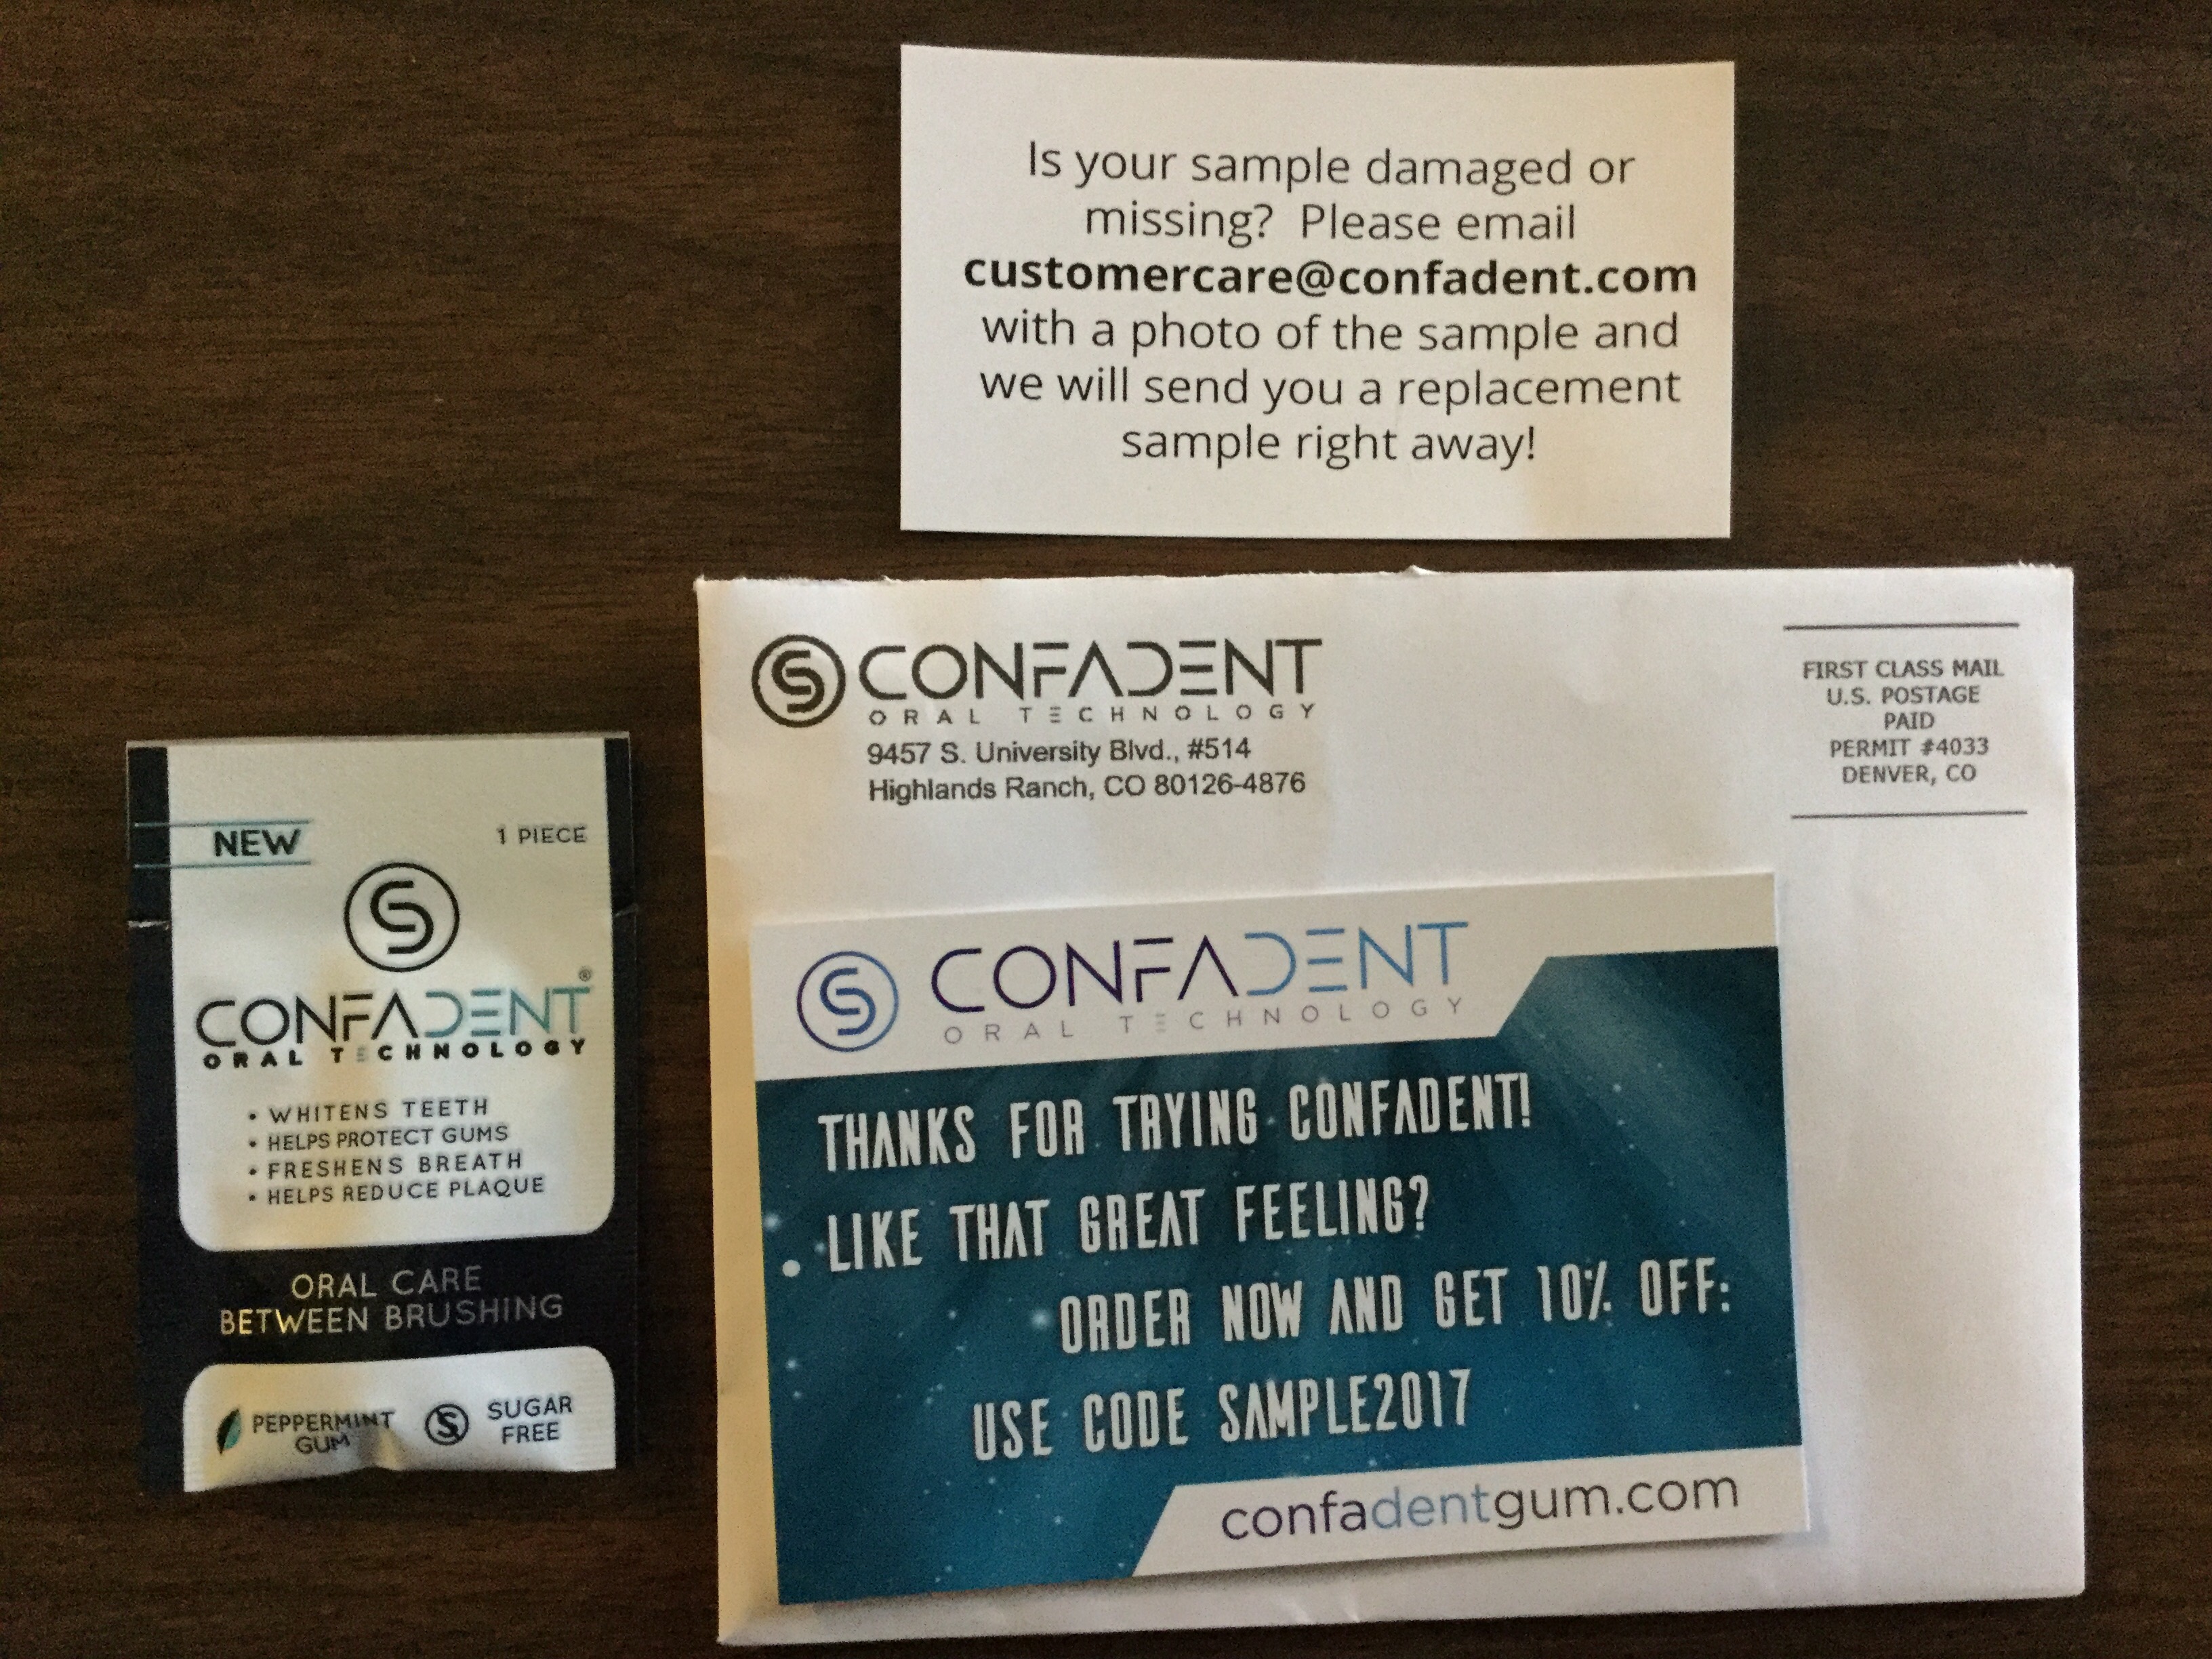 Is your sample damaged or
missing? Please email
customercare@confadent.com
with a photo of the sample and
we will send you a replacement
sample right away!
CONFADENT
ORAL TECHNOLOGY
9457 S. University Blvd., #514
Highlands Ranch, CO 80126-4876
FIRST CLASS MAIL
U.S. POSTAGE
PAID
PERMIT #4033
DENVER, CO
NEW
1 PIECE
CONFADENT®
ORAL TECHNOLOGY
• WHITENS TEETH
• HELPS PROTECT GUMS
• FRESHENS BREATH
• HELPS REDUCE PLAQUE
ORAL CARE
BETWEEN BRUSHING
PEPPERMINT
GUM
SUGAR
FREE
CONFADENT
ORAL TECHNOLOGY
THANKS FOR TRYING CONFADENT!
LIKE THAT GREAT FEELING?
ORDER NOW AND GET 10% OFF:
USE CODE SAMPLE2017
confadentgum.com